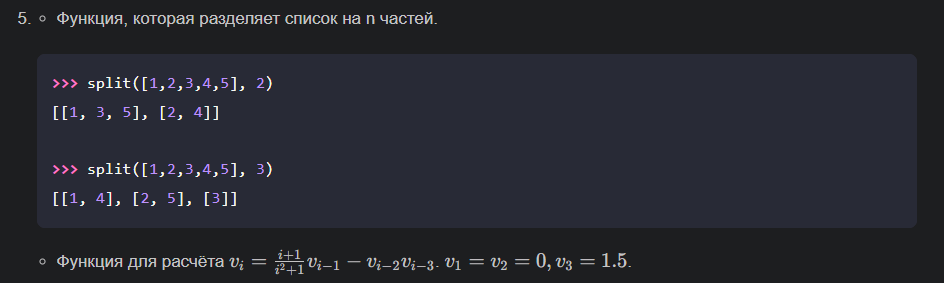 5. ◦ Функция, которая разделяет список на n частей.
>>> split([1,2,3,4,5], 2)
[[1, 3, 5], [2, 4]]
>>> split([1,2,3,4,5], 3)
[[1, 4], [2, 5], [3]]
◦ Функция для расчёта $v_i = \frac{i+1}{i^2+1}v_{i-1} - v_{i-2}v_{i-3}$. $v_1 = v_2 = 0, v_3 = 1.5$.